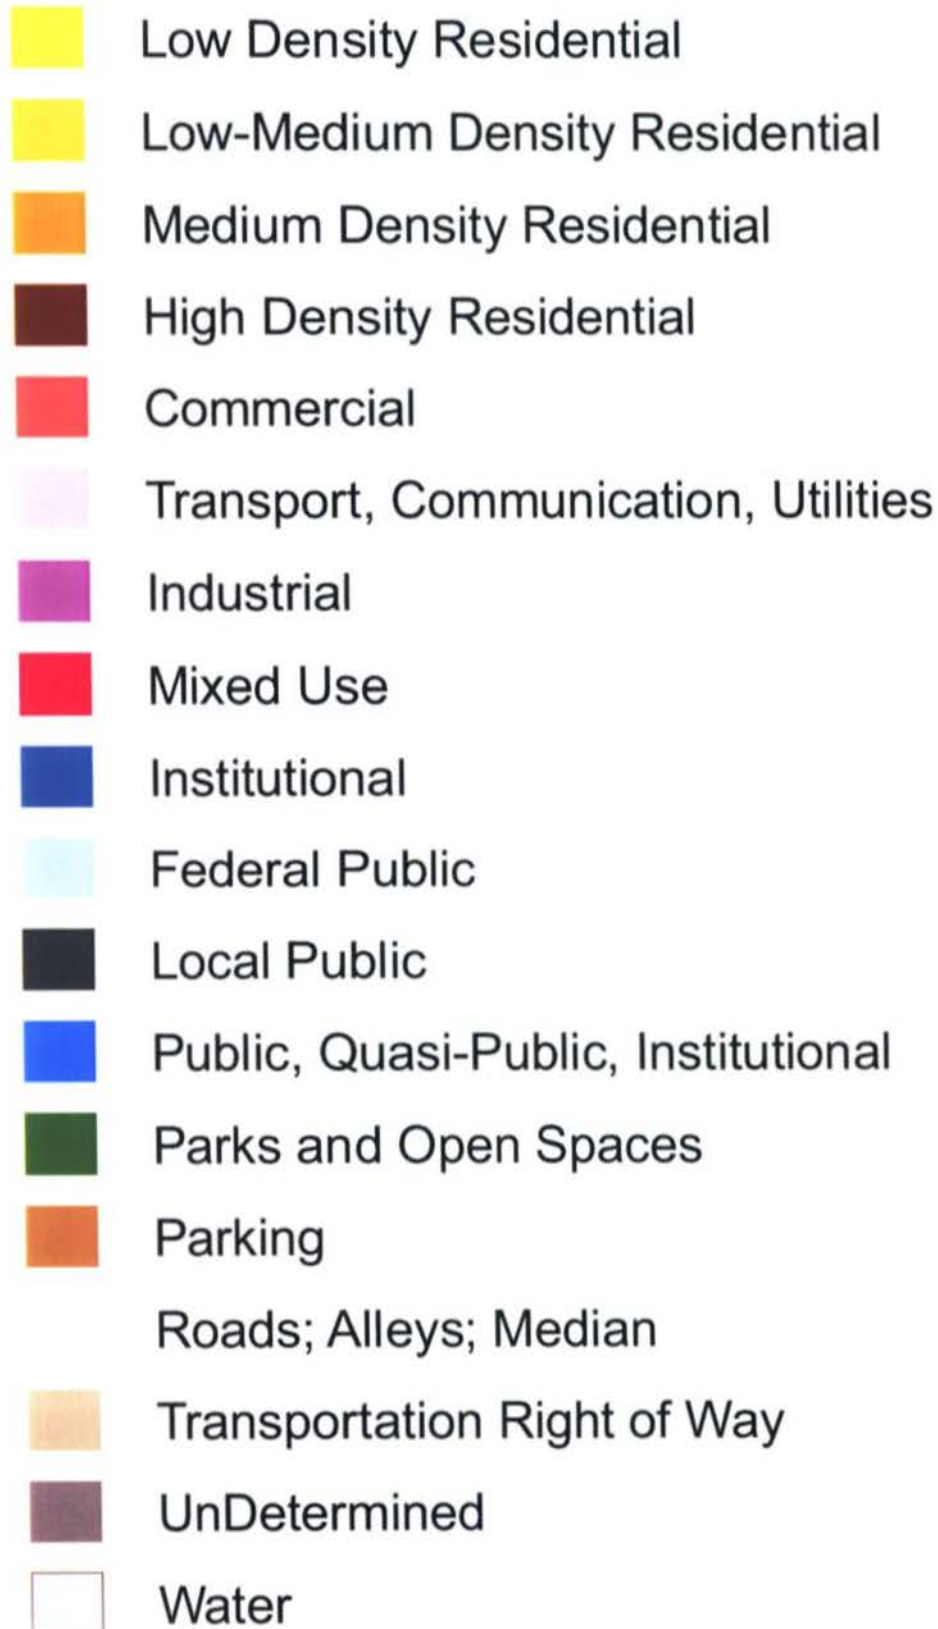 Low Density Residential
Low-Medium Density Residential
Medium Density Residential
High Density Residential
Commercial
Transport, Communication, Utilities
Industrial
Mixed Use
Institutional
Federal Public
Local Public
Public, Quasi-Public, Institutional
Parks and Open Spaces
Parking
Roads; Alleys; Median
Transportation Right of Way
UnDetermined
Water